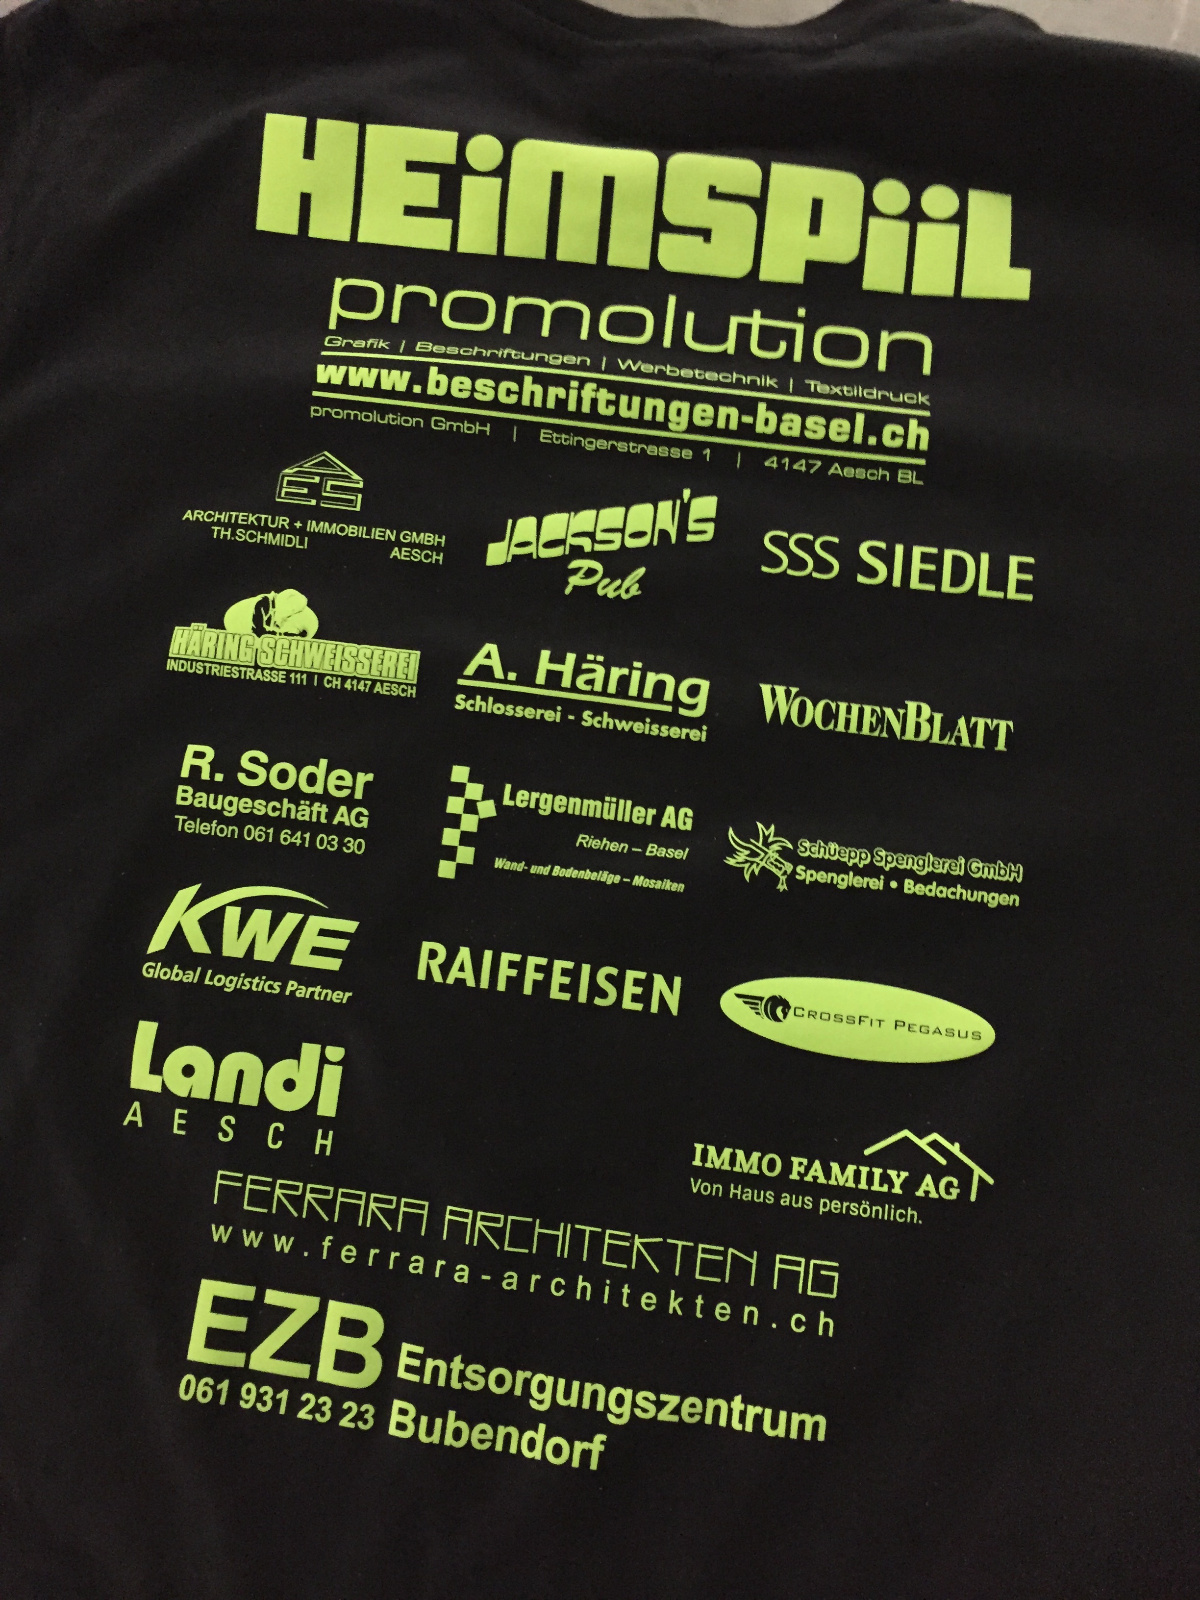 HEiMSPiiL
promolution
Grafik | Beschriftungen | Werbetechnik | Textildruck
www.beschriftungen-basel.ch
promolution GmbH | Ettingerstrasse 1 | 4147 Aesch BL
AES
ARCHITEKTUR + IMMOBILIEN GMBH
TH.SCHMIDLI AESCH
JACKSON'S
Pub
SSS SIEDLE
HÄRING SCHWEISSEREI
INDUSTRIESTRASSE 111 | CH 4147 AESCH
A. Häring
Schlosserei - Schweisserei
WOCHENBLATT
R. Soder
Baugeschäft AG
Telefon 061 641 03 30
Lergenmüller AG
Riehen – Basel
Wand- und Bodenbeläge – Mosaiken
Schüepp Spenglerei GmbH
Spenglerei • Bedachungen
KWE
Global Logistics Partner
RAIFFEISEN
CROSSFIT PEGASUS
Landi
AESCH
IMMO FAMILY AG
Von Haus aus persönlich.
FERRARA ARCHITEKTEN AG
www.ferrara-architekten.ch
EZB Entsorgungszentrum
061 931 23 23 Bubendorf